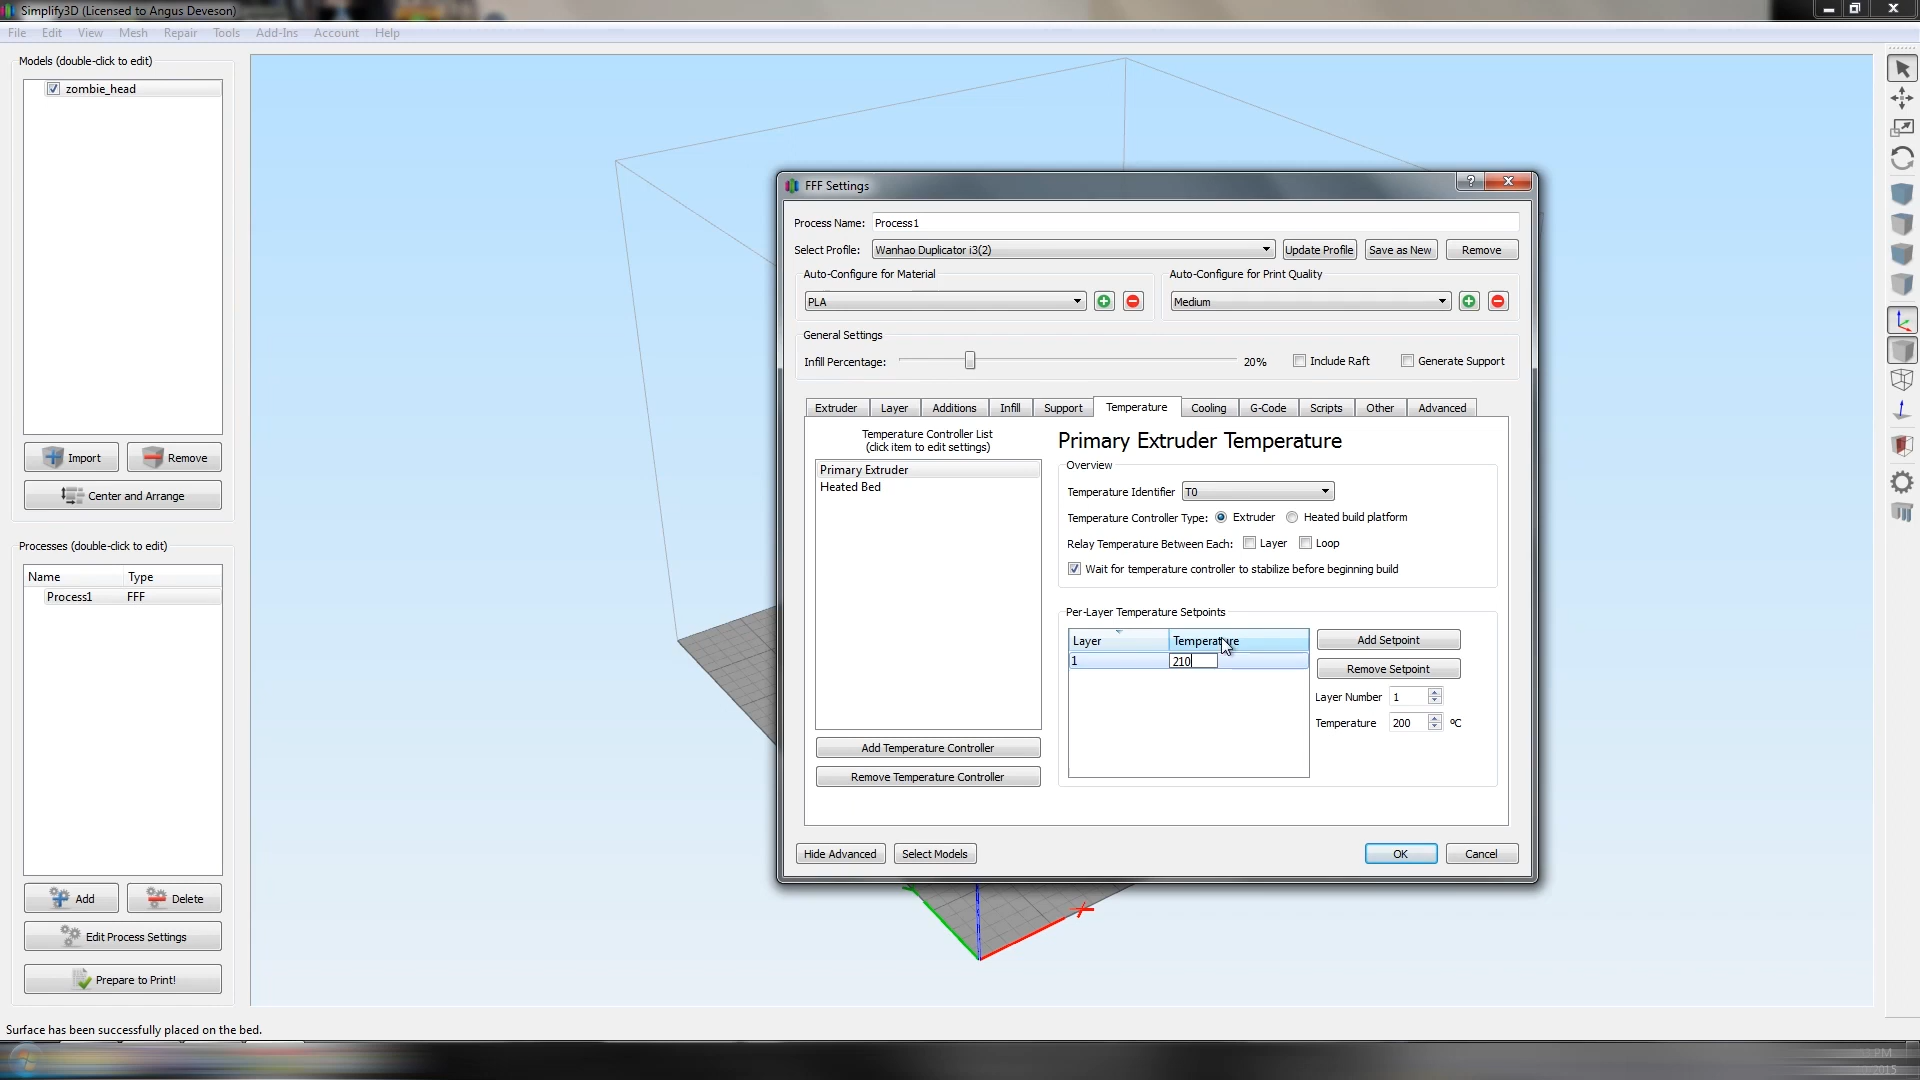 Simplify3D (Licensed to Angus Deveson)
File Edit View Mesh Repair Tools Add-Ins Account Help
Models (double-click to edit)
zombie_head
Import Remove
Center and Arrange
Processes (double-click to edit)
Name Type
Process1 FFF
Add Delete
Edit Process Settings
Prepare to Print!
Surface has been successfully placed on the bed.
FFF Settings
Process Name: Process1
Select Profile: Wanhao Duplicator i3(2) Update Profile Save as New Remove
Auto-Configure for Material Auto-Configure for Print Quality
PLA Medium
General Settings
Infill Percentage: 20% Include Raft Generate Support
Extruder Layer Additions Infill Support Temperature Cooling G-Code Scripts Other Advanced
Temperature Controller List
(click item to edit settings)
Primary Extruder
Heated Bed
Add Temperature Controller
Remove Temperature Controller
Primary Extruder Temperature
Overview
Temperature Identifier T0
Temperature Controller Type: Extruder Heated build platform
Relay Temperature Between Each: Layer Loop
Wait for temperature controller to stabilize before beginning build
Per-Layer Temperature Setpoints
Layer Temperature
1 210
Add Setpoint
Remove Setpoint
Layer Number 1
Temperature 200 ºC
Hide Advanced Select Models OK Cancel